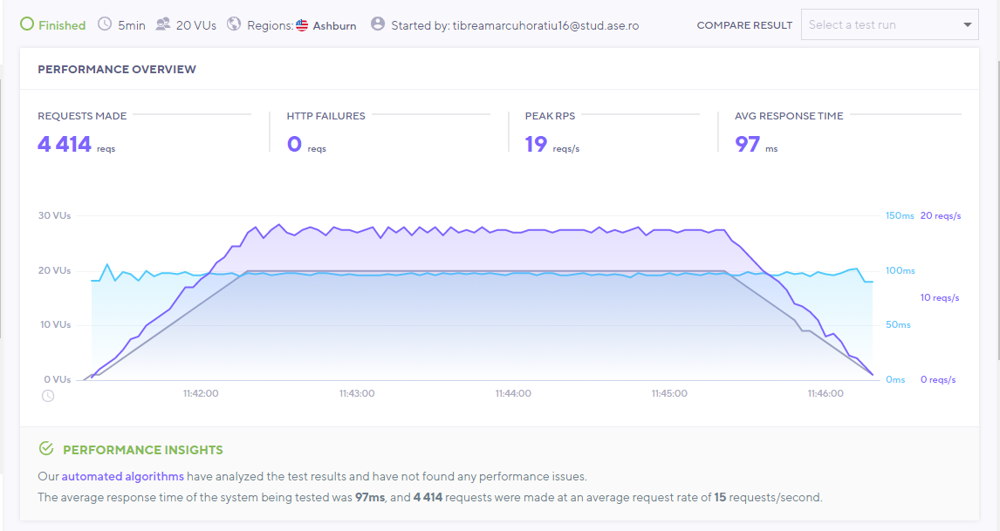 Finished 5min 20 VUs Regions: Ashburn Started by: tibreamarcuhoratiu16@stud.ase.ro COMPARE RESULT Select a test run
PERFORMANCE OVERVIEW
REQUESTS MADE HTTP FAILURES PEAK RPS AVG RESPONSE TIME
4 414 reqs 0 reqs 19 reqs/s 97 ms
30 VUs 150ms 20 reqs/s
20 VUs 100ms
10 reqs/s
10 VUs 50ms
0 VUs 0ms 0 reqs/s
11:42:00 11:43:00 11:44:00 11:45:00 11:46:00
PERFORMANCE INSIGHTS
Our automated algorithms have analyzed the test results and have not found any performance issues.
The average response time of the system being tested was 97ms, and 4 414 requests were made at an average request rate of 15 requests/second.